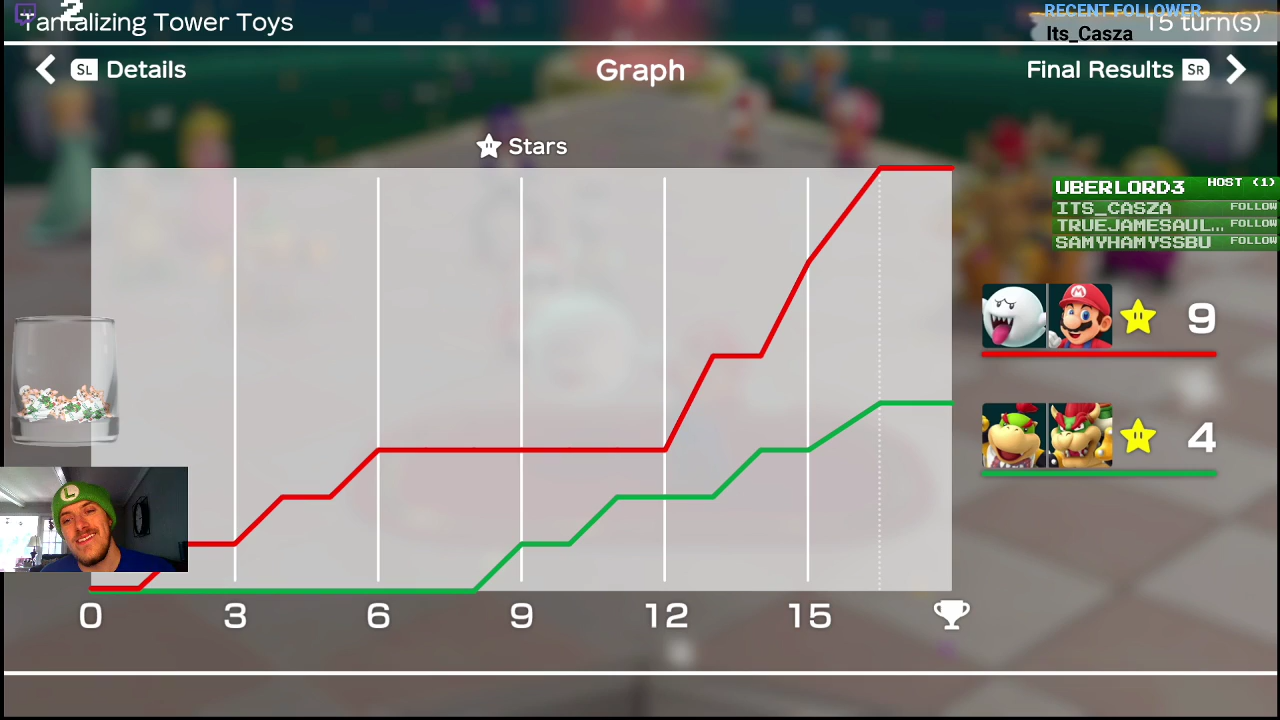 2
Tantalizing Tower Toys
RECENT FOLLOWER
Its_Casza
15 turn(s)
SL Details
Graph
Final Results SR
Stars
UBERLORD3 HOST (1)
ITS_CASZA FOLLOW
TRUEJAMESAUL... FOLLOW
SAMYHAMYSSBU FOLLOW
9
4
L
M
0 3 6 9 12 15